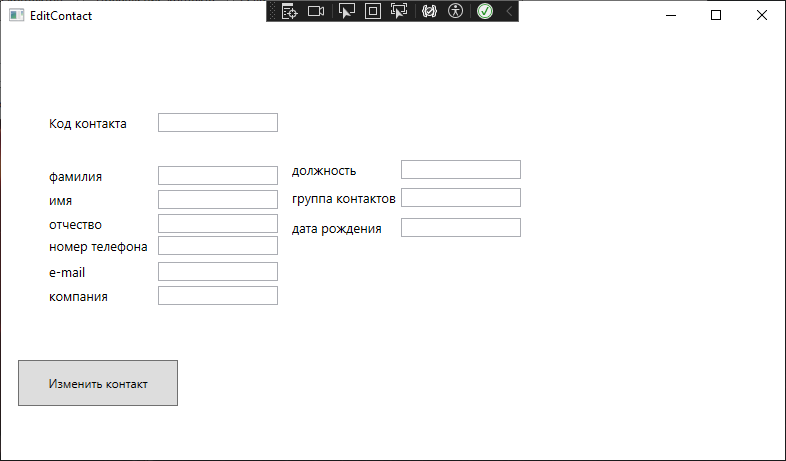 EditContact
Код контакта
фамилия
имя
отчество
номер телефона
e-mail
компания
должность
группа контактов
дата рождения
Изменить контакт